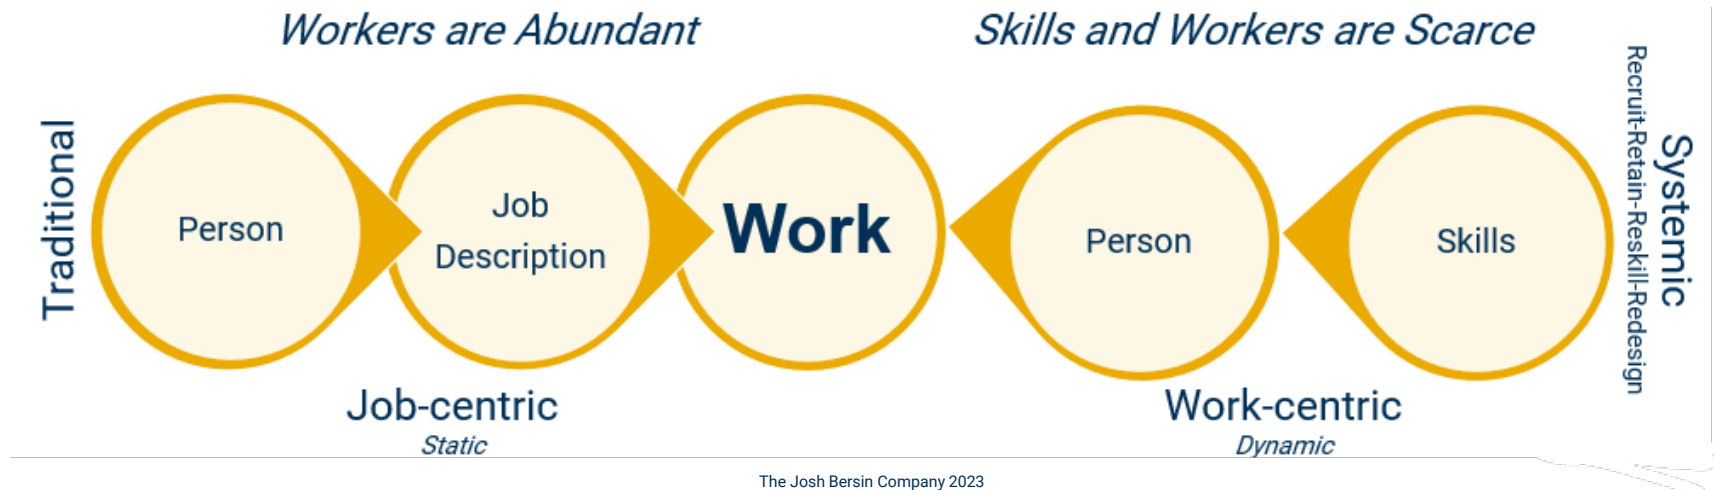 Workers are Abundant
Skills and Workers are Scarce
Traditional
Person
Job
Description
Work
Person
Skills
Recruit-Retain-Reskill-Redesign
Systemic
Job-centric
Static
Work-centric
Dynamic
The Josh Bersin Company 2023